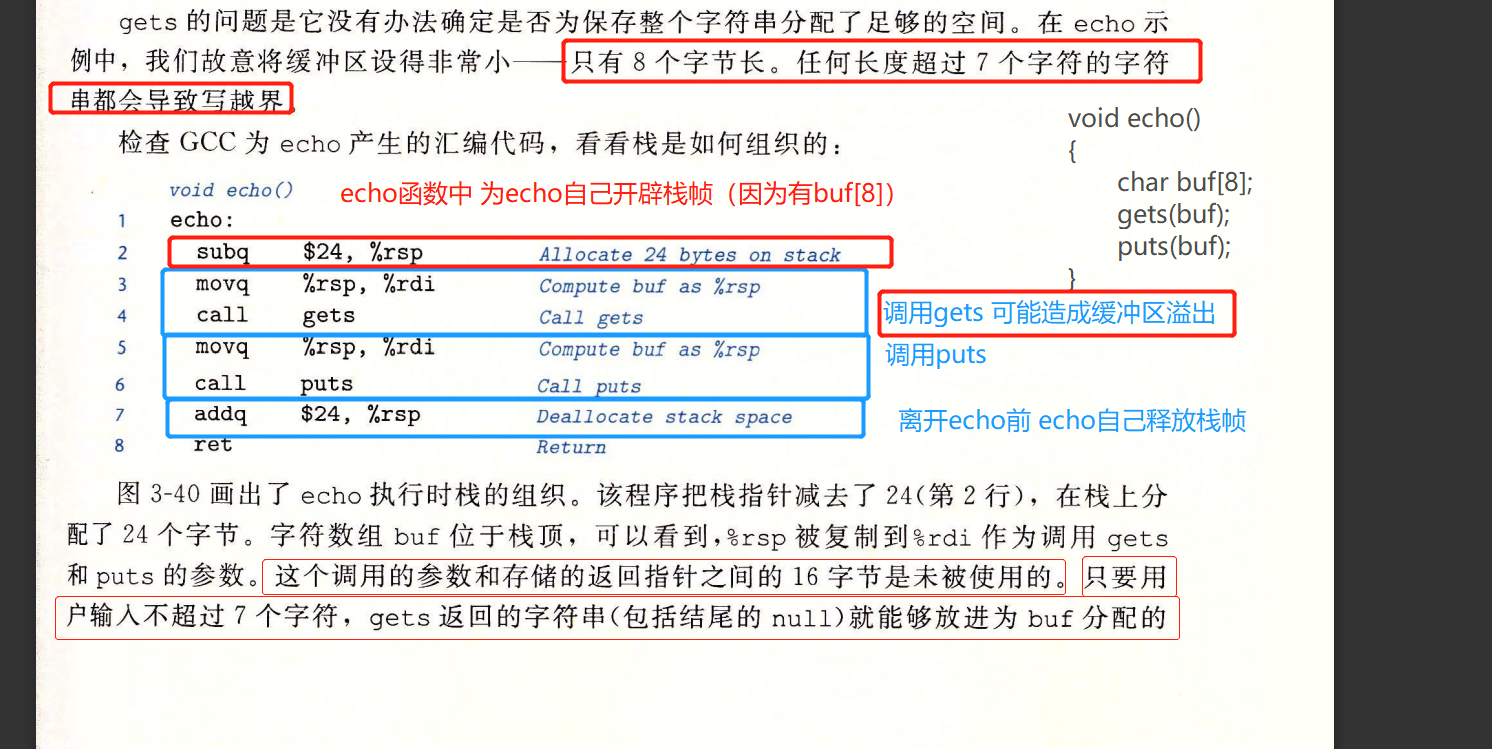 gets 的问题是它没有办法确定是否为保存整个字符串分配了足够的空间。在 echo 示
例中，我们故意将缓冲区设得非常小——只有 8 个字节长。任何长度超过 7 个字符的字符
串都会导致写越界。
检查 GCC 为 echo 产生的汇编代码，看看栈是如何组织的：
void echo()
{
char buf[8];
gets(buf);
puts(buf);
}
void echo() echo函数中 为echo自己开辟栈帧（因为有buf[8]）
1 echo:
2 subq $24, %rsp Allocate 24 bytes on stack
3 movq %rsp, %rdi Compute buf as %rsp
4 call gets Call gets
调用gets 可能造成缓冲区溢出
5 movq %rsp, %rdi Compute buf as %rsp
调用puts
6 call puts Call puts
7 addq $24, %rsp Deallocate stack space
离开echo前 echo自己释放栈帧
8 ret Return
图 3-40 画出了 echo 执行时栈的组织。该程序把栈指针减去了 24(第 2 行)，在栈上分
配了 24 个字节。字符数组 buf 位于栈顶，可以看到，%rsp 被复制到%rdi 作为调用 gets
和 puts 的参数。这个调用的参数和存储的返回指针之间的 16 字节是未被使用的。只要用
户输入不超过 7 个字符，gets 返回的字符串(包括结尾的 null)就能够放进为 buf 分配的